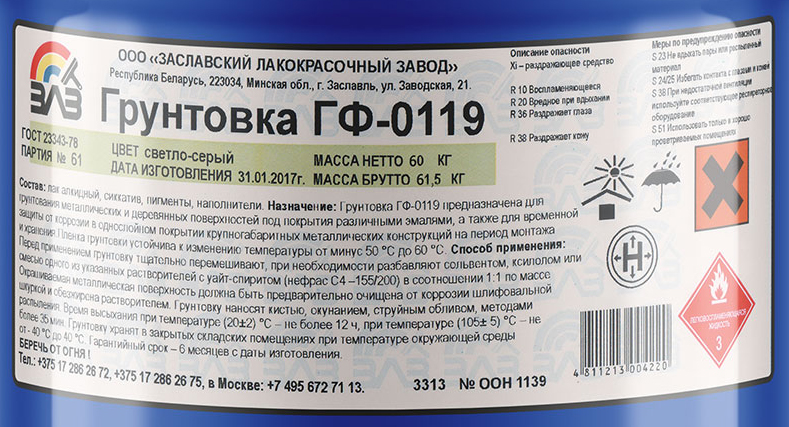 ЗЛЗ
ООО «ЗАСЛАВСКИЙ ЛАКОКРАСОЧНЫЙ ЗАВОД»
Республика Беларусь, 223034, Минская обл., г. Заславль, ул. Заводская, 21.
Грунтовка ГФ-0119
Описание опасности
Xi – раздражающее средство
R 10 Воспламеняющееся
R 20 Вредное при вдыхании
R 36 Раздражает глаза
R 38 Раздражает кожу
Меры по предупреждению опасности
S 23 Не вдыхать пары или распыленный
материал
S 24/25 Избегать контакта с глазами и кожей
S 38 При недостаточной вентиляции
используйте соответствующее респираторное
оборудование
S 51 Использовать только в хорошо
проветриваемых помещениях
ГОСТ 23343-78
ПАРТИЯ № 61
ЦВЕТ светло-серый
ДАТА ИЗГОТОВЛЕНИЯ 31.01.2017г.
МАССА НЕТТО 60 КГ
МАССА БРУТТО 61,5 КГ
Состав: лак алкидный, сиккатив, пигменты, наполнители. Назначение: Грунтовка ГФ-0119 предназначена для
грунтования металлических и деревянных поверхностей под покрытия различными эмалями, а также для временной
защиты от коррозии в однослойном покрытии крупногабаритных металлических конструкций на период монтажа
и хранения. Пленка грунтовки устойчива к изменению температуры от минус 50 °С до 60 °С. Способ применения:
Перед применением грунтовку тщательно перемешивают, при необходимости разбавляют сольвентом, ксилолом или
смесью одного из указанных растворителей с уайт-спиритом (нефрас С4 –155/200) в соотношении 1:1 по массе
Окрашиваемая металлическая поверхность должна быть предварительно очищена от коррозии шлифовальной
шкуркой и обезжирена растворителем. Грунтовку наносят кистью, окунанием, струйным обливом, методами
распыления. Время высыхания при температуре (20±2) °С – не более 12 ч, при температуре (105± 5) °С – не
более 35 мин. Грунтовку хранят в закрытых складских помещениях при температуре окружающей среды
от - 40 °С до 40 °С. Гарантийный срок – 6 месяцев с даты изготовления.
БЕРЕЧЬ ОТ ОГНЯ !
Тел.: +375 17 286 26 72, +375 17 286 26 75, в Москве: +7 495 672 71 13. 3313 № ООН 1139
4 811213 004220
ЛЕГКОВОСПЛАМЕНЯЮЩАЯСЯ
ЖИДКОСТЬ
3